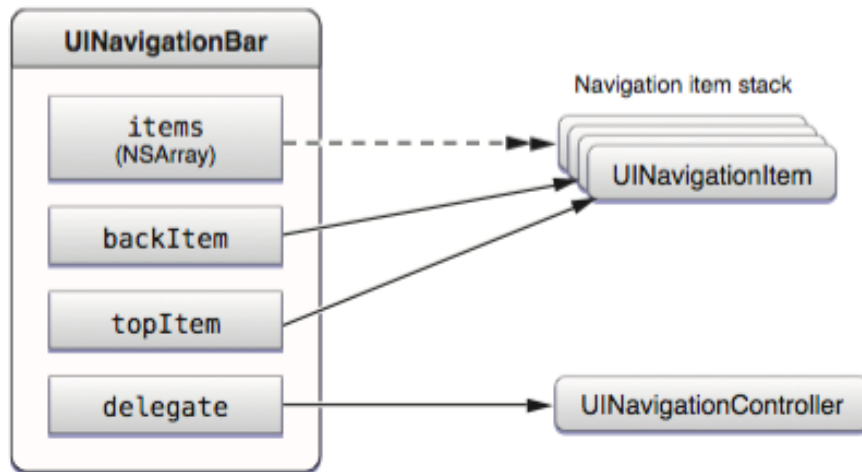 UINavigationBar
items
(NSArray)
backItem
topItem
delegate
Navigation item stack
UINavigationItem
UINavigationController